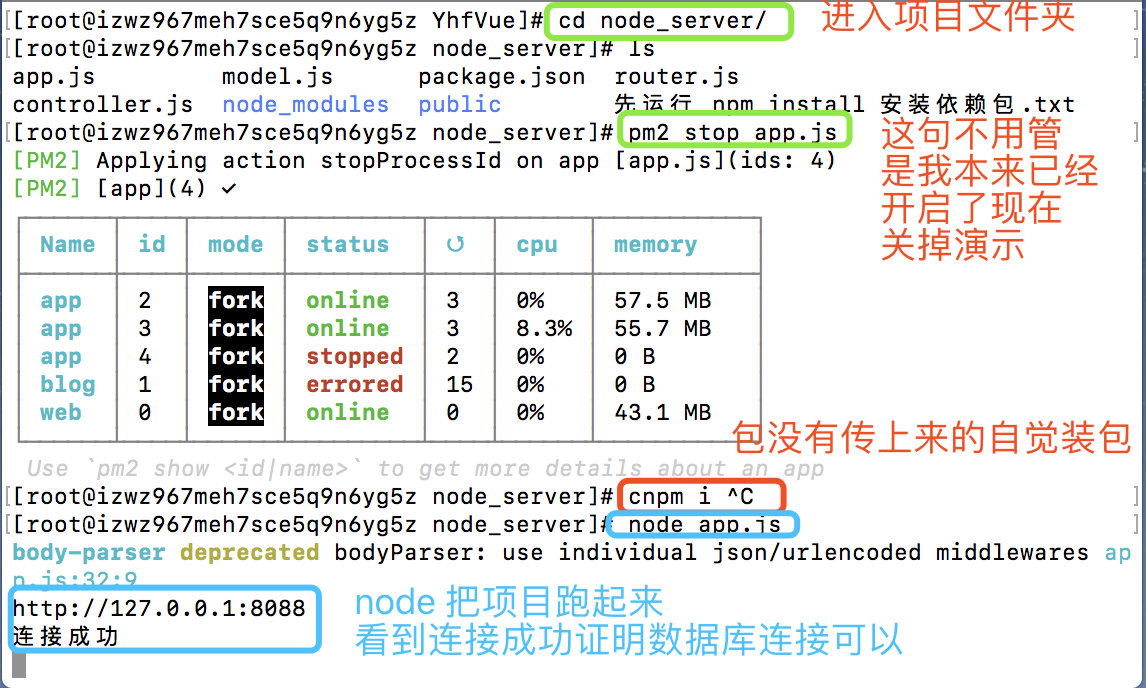 [[root@izwz967meh7sce5q9n6yg5z YhfVue]# cd node_server/ ]
进入项目文件夹
[[root@izwz967meh7sce5q9n6yg5z node_server]# ls ]
app.js model.js package.json router.js
controller.js node_modules public 先运行 npm install 安装依赖包.txt
[[root@izwz967meh7sce5q9n6yg5z node_server]# pm2 stop app.js ]
这句不用管
是我本来已经
开启了现在
关掉演示
[PM2] Applying action stopProcessId on app [app.js](ids: 4)
[PM2] [app](4) ✓
Name id mode status ↺ cpu memory
app 2 fork online 3 0% 57.5 MB
app 3 fork online 3 8.3% 55.7 MB
app 4 fork stopped 2 0% 0 B
blog 1 fork errored 15 0% 0 B
web 0 fork online 0 0% 43.1 MB
包没有传上来的自觉装包
Use `pm2 show <id|name>` to get more details about an app
[[root@izwz967meh7sce5q9n6yg5z node_server]# cnpm i ^C ]
[[root@izwz967meh7sce5q9n6yg5z node_server]# node app.js ]
body-parser deprecated bodyParser: use individual json/urlencoded middlewares ap
p.js:32:9
http://127.0.0.1:8088
连接成功
node 把项目跑起来
看到连接成功证明数据库连接可以